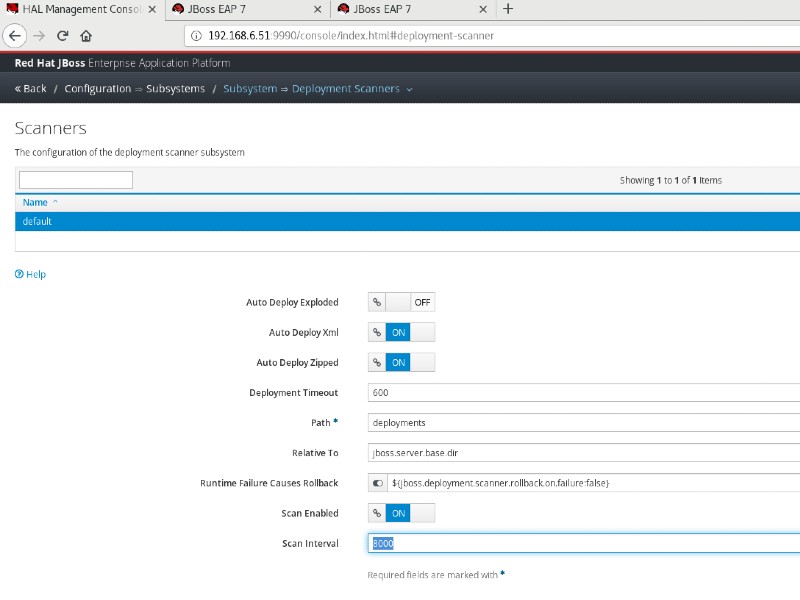 HAL Management Consol
JBoss EAP 7
JBoss EAP 7
192.168.6.51:9990/console/index.html#deployment-scanner
Red Hat JBoss Enterprise Application Platform
« Back / Configuration ⇒ Subsystems / Subsystem ⇒ Deployment Scanners
Scanners
The configuration of the deployment scanner subsystem
Showing 1 to 1 of 1 Items
Name
default
Help
Auto Deploy Exploded OFF
Auto Deploy Xml ON
Auto Deploy Zipped ON
Deployment Timeout 600
Path * deployments
Relative To jboss.server.base.dir
Runtime Failure Causes Rollback ${jboss.deployment.scanner.rollback.on.failure:false}
Scan Enabled ON
Scan Interval 8000
Required fields are marked with *